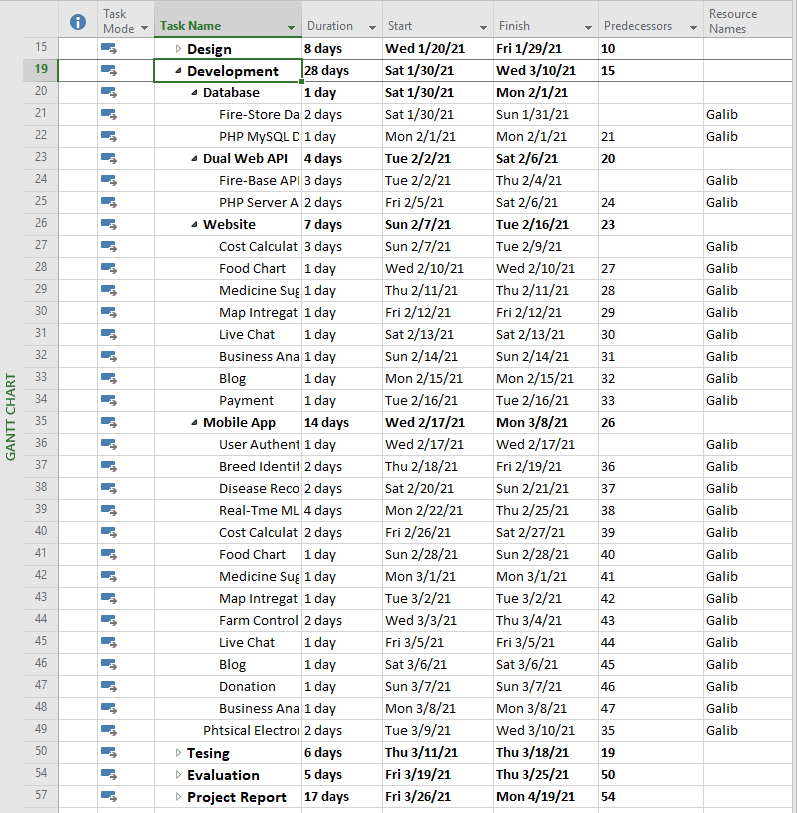 Task Mode Task Name Duration Start Finish Predecessors Resource Names
15 Design 8 days Wed 1/20/21 Fri 1/29/21 10
19 Development 28 days Sat 1/30/21 Wed 3/10/21 15
20 Database 1 day Sat 1/30/21 Mon 2/1/21
21 Fire-Store Da 2 days Sat 1/30/21 Sun 1/31/21 Galib
22 PHP MySQL D 1 day Mon 2/1/21 Mon 2/1/21 21 Galib
23 Dual Web API 4 days Tue 2/2/21 Sat 2/6/21 20
24 Fire-Base API 3 days Tue 2/2/21 Thu 2/4/21 Galib
25 PHP Server A 2 days Fri 2/5/21 Sat 2/6/21 24 Galib
26 Website 7 days Sun 2/7/21 Tue 2/16/21 23
27 Cost Calculat 3 days Sun 2/7/21 Tue 2/9/21 Galib
28 Food Chart 1 day Wed 2/10/21 Wed 2/10/21 27 Galib
29 Medicine Sug 1 day Thu 2/11/21 Thu 2/11/21 28 Galib
30 Map Intregat 1 day Fri 2/12/21 Fri 2/12/21 29 Galib
31 Live Chat 1 day Sat 2/13/21 Sat 2/13/21 30 Galib
32 Business Ana 1 day Sun 2/14/21 Sun 2/14/21 31 Galib
33 Blog 1 day Mon 2/15/21 Mon 2/15/21 32 Galib
34 Payment 1 day Tue 2/16/21 Tue 2/16/21 33 Galib
35 Mobile App 14 days Wed 2/17/21 Mon 3/8/21 26
36 User Authent 1 day Wed 2/17/21 Wed 2/17/21 Galib
37 Breed Identif 2 days Thu 2/18/21 Fri 2/19/21 36 Galib
38 Disease Reco 2 days Sat 2/20/21 Sun 2/21/21 37 Galib
39 Real-Tme ML 4 days Mon 2/22/21 Thu 2/25/21 38 Galib
40 Cost Calculat 2 days Fri 2/26/21 Sat 2/27/21 39 Galib
41 Food Chart 1 day Sun 2/28/21 Sun 2/28/21 40 Galib
42 Medicine Sug 1 day Mon 3/1/21 Mon 3/1/21 41 Galib
43 Map Intregat 1 day Tue 3/2/21 Tue 3/2/21 42 Galib
44 Farm Control 2 days Wed 3/3/21 Thu 3/4/21 43 Galib
45 Live Chat 1 day Fri 3/5/21 Fri 3/5/21 44 Galib
46 Blog 1 day Sat 3/6/21 Sat 3/6/21 45 Galib
47 Donation 1 day Sun 3/7/21 Sun 3/7/21 46 Galib
48 Business Ana 1 day Mon 3/8/21 Mon 3/8/21 47 Galib
49 Phtsical Electron 2 days Tue 3/9/21 Wed 3/10/21 35 Galib
50 Tesing 6 days Thu 3/11/21 Thu 3/18/21 19
54 Evaluation 5 days Fri 3/19/21 Thu 3/25/21 50
57 Project Report 17 days Fri 3/26/21 Mon 4/19/21 54
GANTT CHART